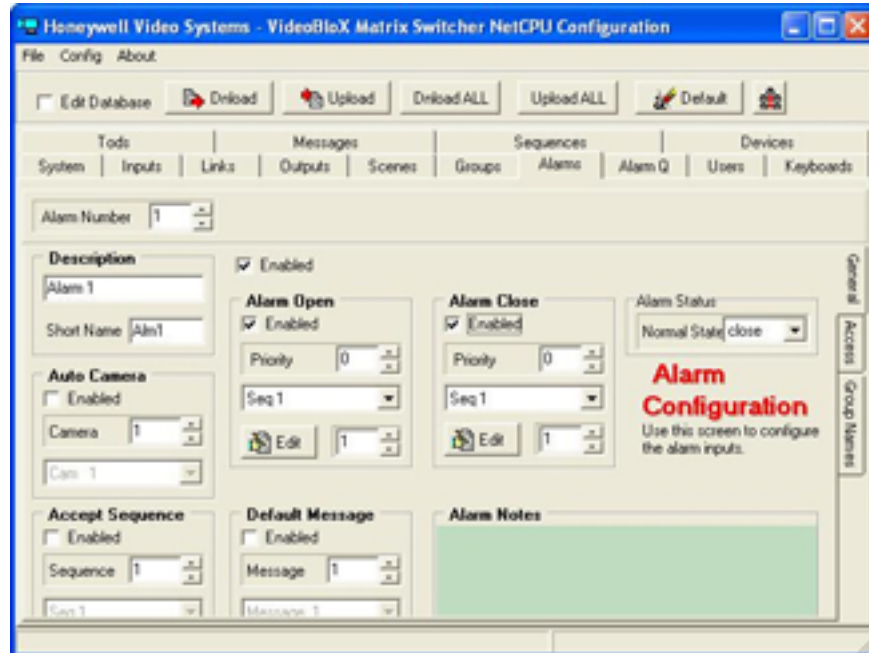 Honeywell Video Systems - VideoBloX Matrix Switcher NetCPU Configuration
File Config About
Edit Database Dnload Upload Dnload ALL Upload ALL Default
Tods Messages Sequences Devices
System Inputs Links Outputs Scenes Groups Alarms Alarm Q Users Keyboards
Alarm Number 1
Description
Alarm 1
Short Name Alm1
Enabled
Alarm Open
Enabled
Priority 0
Seq 1
Edit 1
Alarm Close
Enabled
Priority 0
Seq 1
Edit 1
Alarm Status
Normal State close
Alarm
Configuration
Use this screen to configure
the alarm inputs.
General
Access
Group Names
Auto Camera
Enabled
Camera 1
Cam 1
Accept Sequence
Enabled
Sequence 1
Seq 1
Default Message
Enabled
Message 1
Message 1
Alarm Notes